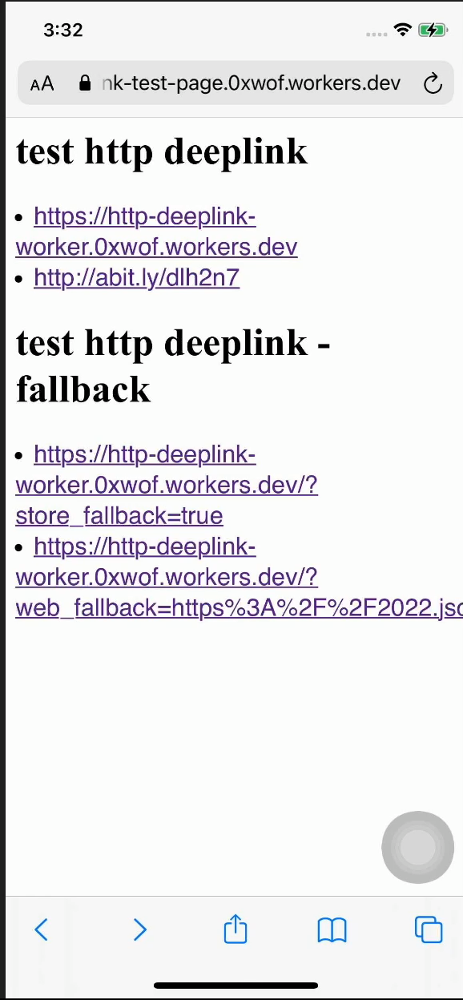 3:32
AA nk-test-page.0xwof.workers.dev
test http deeplink
• https://http-deeplink-
worker.0xwof.workers.dev
• http://abit.ly/dlh2n7
test http deeplink -
fallback
• https://http-deeplink-
worker.0xwof.workers.dev/?
store_fallback=true
• https://http-deeplink-
worker.0xwof.workers.dev/?
web_fallback=https%3A%2F%2F2022.jsc